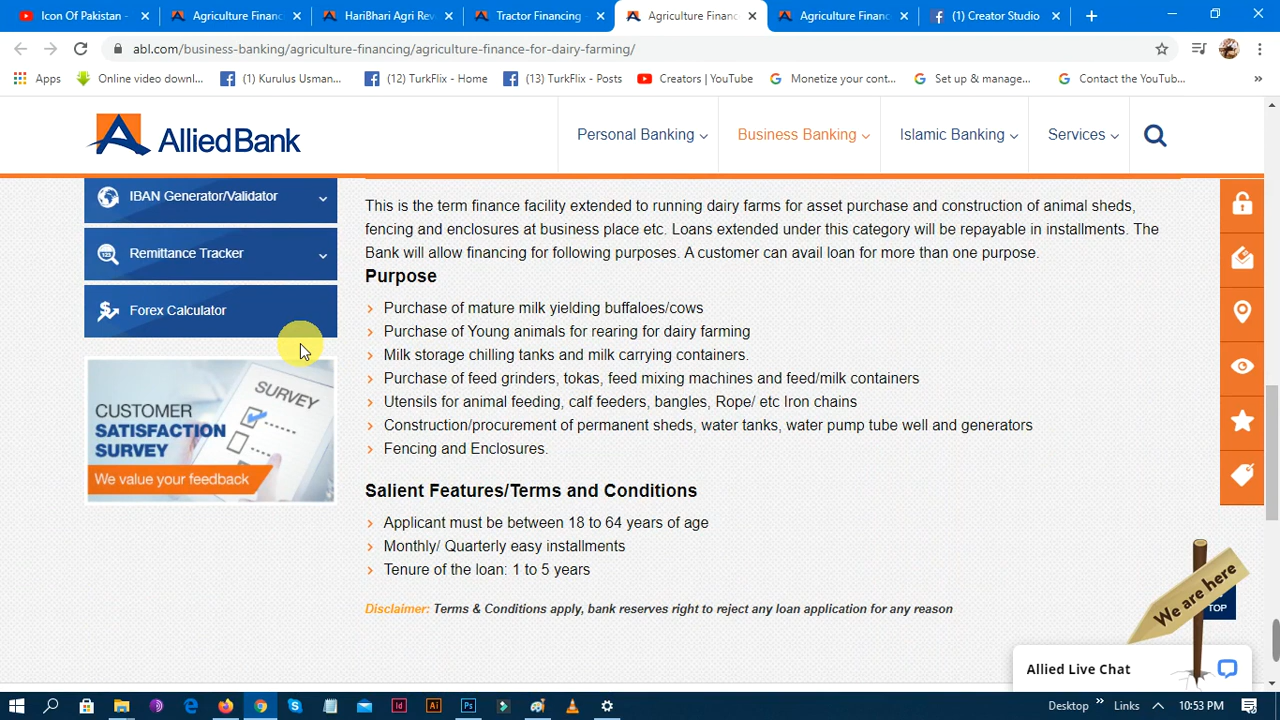 Icon Of Pakistan -
Agriculture Financ
HariBhari Agri Rev
Tractor Financing
Agriculture Financ
Agriculture Financ
(1) Creator Studio
abl.com/business-banking/agriculture-financing/agriculture-finance-for-dairy-farming/
Apps
Online video downl...
(1) Kurulus Usman...
(12) TurkFlix - Home
(13) TurkFlix - Posts
Creators | YouTube
Monetize your cont...
Set up & manage...
Contact the YouTub...
Allied Bank
Personal Banking
Business Banking
Islamic Banking
Services
IBAN Generator/Validator
Remittance Tracker
Forex Calculator
CUSTOMER
SATISFACTION
SURVEY
We value your feedback
SURVEY
This is the term finance facility extended to running dairy farms for asset purchase and construction of animal sheds,
fencing and enclosures at business place etc. Loans extended under this category will be repayable in installments. The
Bank will allow financing for following purposes. A customer can avail loan for more than one purpose.
Purpose
Purchase of mature milk yielding buffaloes/cows
Purchase of Young animals for rearing for dairy farming
Milk storage chilling tanks and milk carrying containers.
Purchase of feed grinders, tokas, feed mixing machines and feed/milk containers
Utensils for animal feeding, calf feeders, bangles, Rope/ etc Iron chains
Construction/procurement of permanent sheds, water tanks, water pump tube well and generators
Fencing and Enclosures.
Salient Features/Terms and Conditions
Applicant must be between 18 to 64 years of age
Monthly/ Quarterly easy installments
Tenure of the loan: 1 to 5 years
Disclaimer: Terms & Conditions apply, bank reserves right to reject any loan application for any reason
We are here
TOP
Allied Live Chat
Desktop
Links
10:53 PM